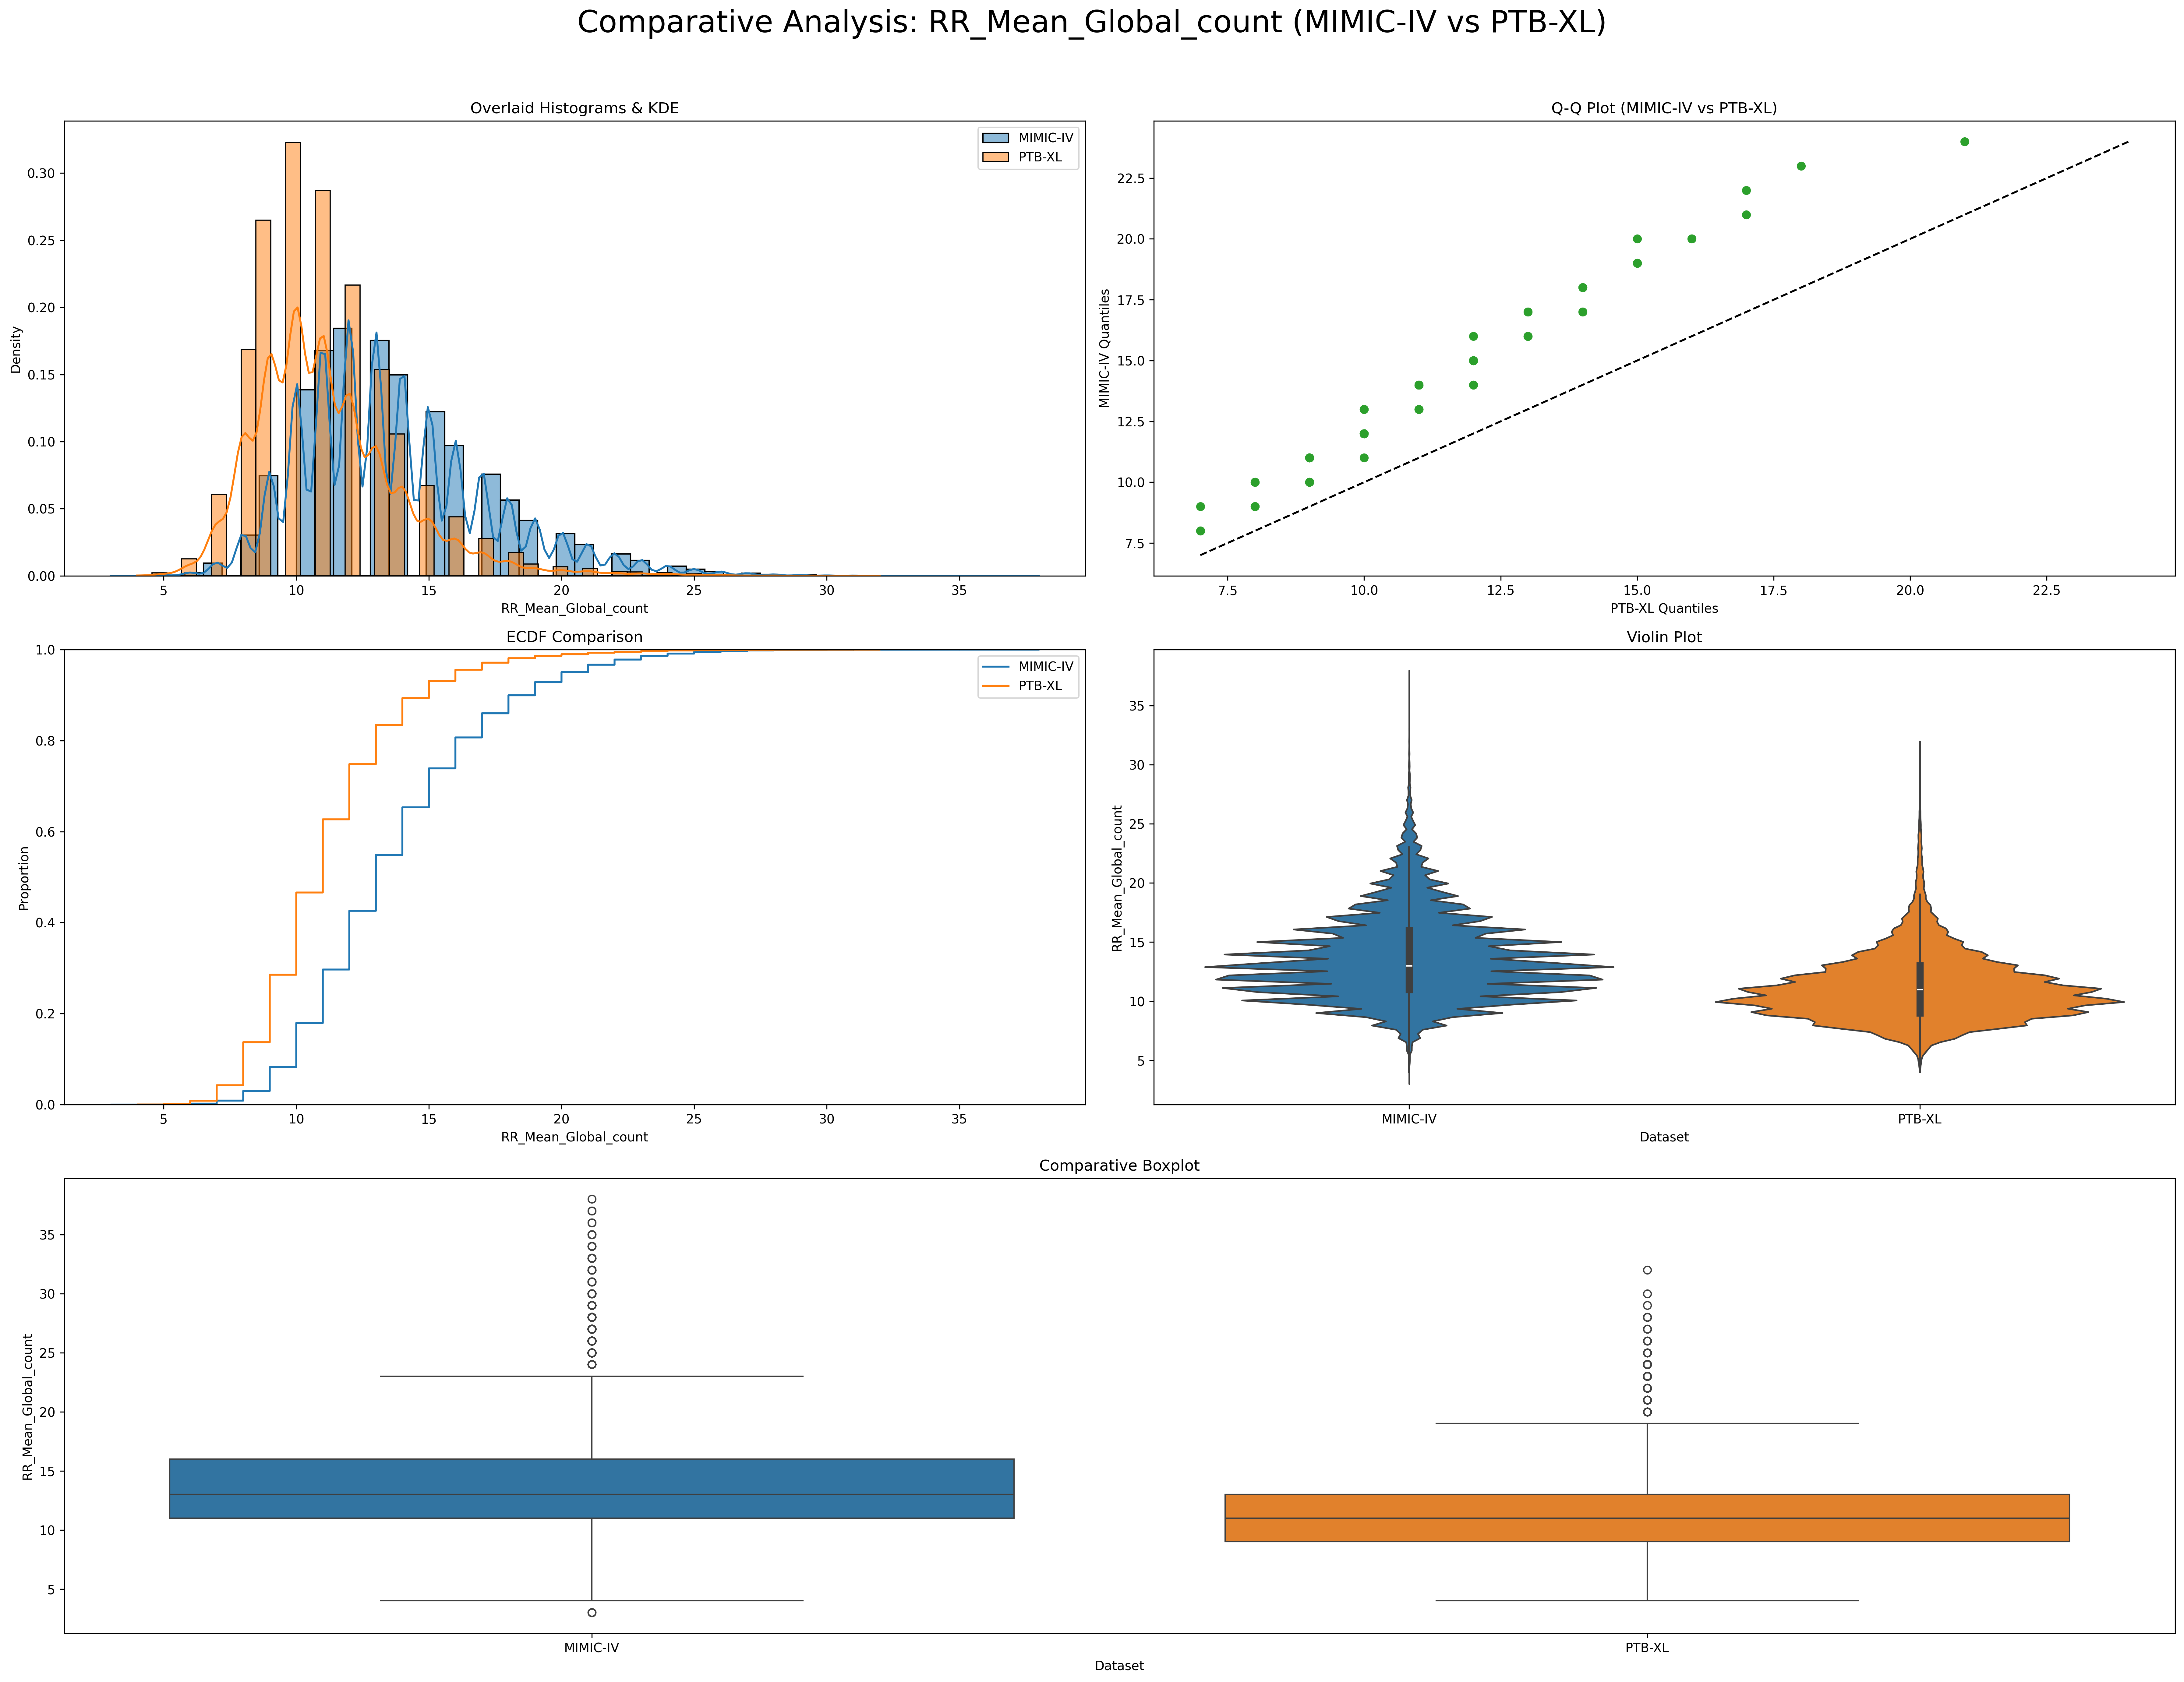 Comparative Analysis: RR_Mean_Global_count (MIMIC-IV vs PTB-XL)
Overlaid Histograms & KDE
MIMIC-IV
PTB-XL
Density
0.30
0.25
0.20
0.15
0.10
0.05
0.00
5 10 15 20 25 30 35
RR_Mean_Global_count
Q-Q Plot (MIMIC-IV vs PTB-XL)
MIMIC-IV Quantiles
22.5
20.0
17.5
15.0
12.5
10.0
7.5
7.5 10.0 12.5 15.0 17.5 20.0 22.5
PTB-XL Quantiles
ECDF Comparison
MIMIC-IV
PTB-XL
Proportion
1.0
0.8
0.6
0.4
0.2
0.0
5 10 15 20 25 30 35
RR_Mean_Global_count
Violin Plot
RR_Mean_Global_count
35
30
25
20
15
10
5
MIMIC-IV PTB-XL
Dataset
Comparative Boxplot
RR_Mean_Global_count
35
30
25
20
15
10
5
MIMIC-IV PTB-XL
Dataset